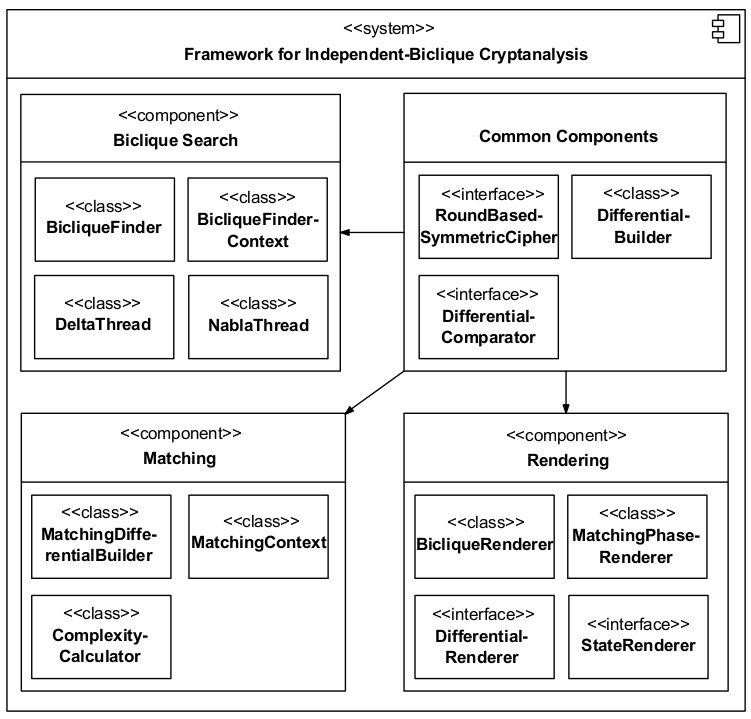 <<system>>
Framework for Independent-Biclique Cryptanalysis
<<component>>
Biclique Search
<<class>>
BicliqueFinder
<<class>>
BicliqueFinder-
Context
<<class>>
DeltaThread
<<class>>
NablaThread
Common Components
<<interface>>
RoundBased-
SymmetricCipher
<<class>>
Differential-
Builder
<<interface>>
Differential-
Comparator
<<component>>
Matching
<<class>>
MatchingDiffe-
rentialBuilder
<<class>>
MatchingContext
<<class>>
Complexity-
Calculator
<<component>>
Rendering
<<class>>
BicliqueRenderer
<<class>>
MatchingPhase-
Renderer
<<interface>>
Differential-
Renderer
<<interface>>
StateRenderer